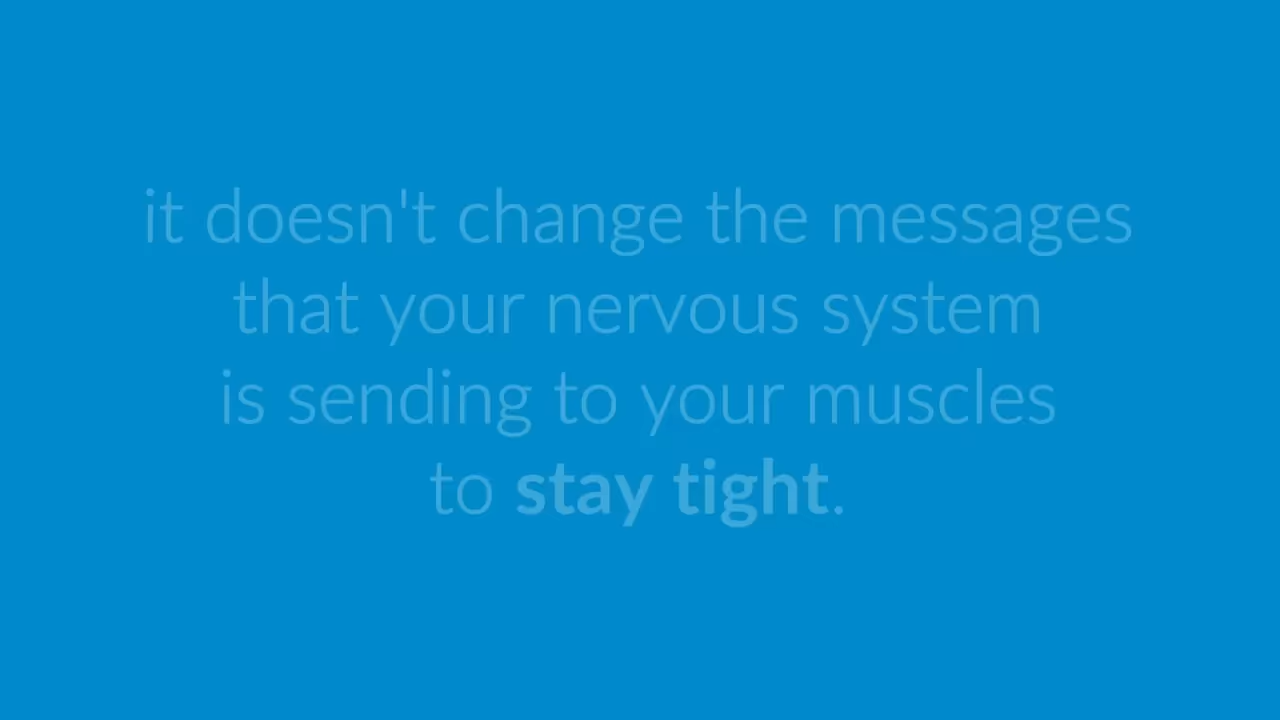 it doesn't change the messages
that your nervous system
is sending to your muscles
to stay tight.